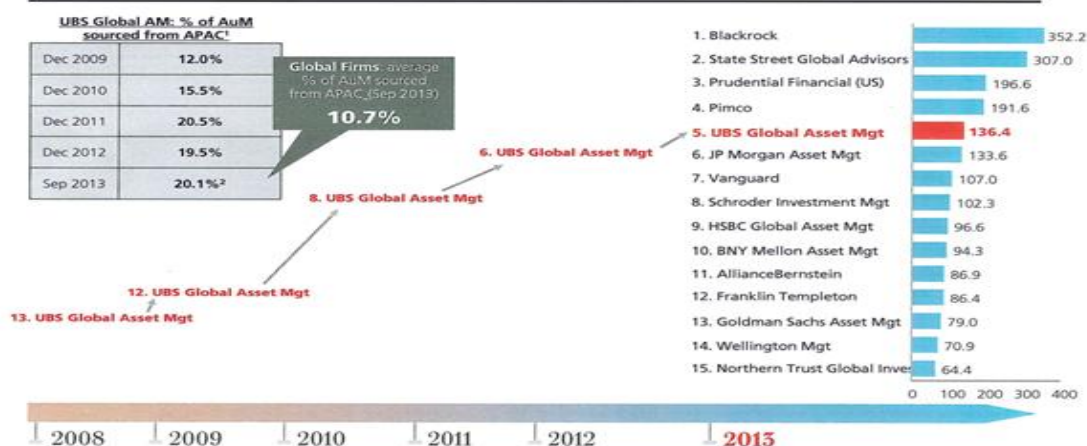 UBS Global AM: % of AuM
sourced from APAC¹
Dec 2009 12.0%
Dec 2010 15.5%
Dec 2011 20.5%
Dec 2012 19.5%
Sep 2013 20.1%²
Global Firms: average
% of AuM sourced
from APAC (Sep 2013)
10.7%
13. UBS Global Asset Mgt
12. UBS Global Asset Mgt
8. UBS Global Asset Mgt
6. UBS Global Asset Mgt
1. Blackrock 352.2
2. State Street Global Advisors 307.0
3. Prudential Financial (US) 196.6
4. Pimco 191.6
5. UBS Global Asset Mgt 136.4
6. JP Morgan Asset Mgt 133.6
7. Vanguard 107.0
8. Schroder Investment Mgt 102.3
9. HSBC Global Asset Mgt 96.6
10. BNY Mellon Asset Mgt 94.3
11. AllianceBernstein 86.9
12. Franklin Templeton 86.4
13. Goldman Sachs Asset Mgt 79.0
14. Wellington Mgt 70.9
15. Northern Trust Global Inves 64.4
0 100 200 300 400
2008 2009 2010 2011 2012 2013